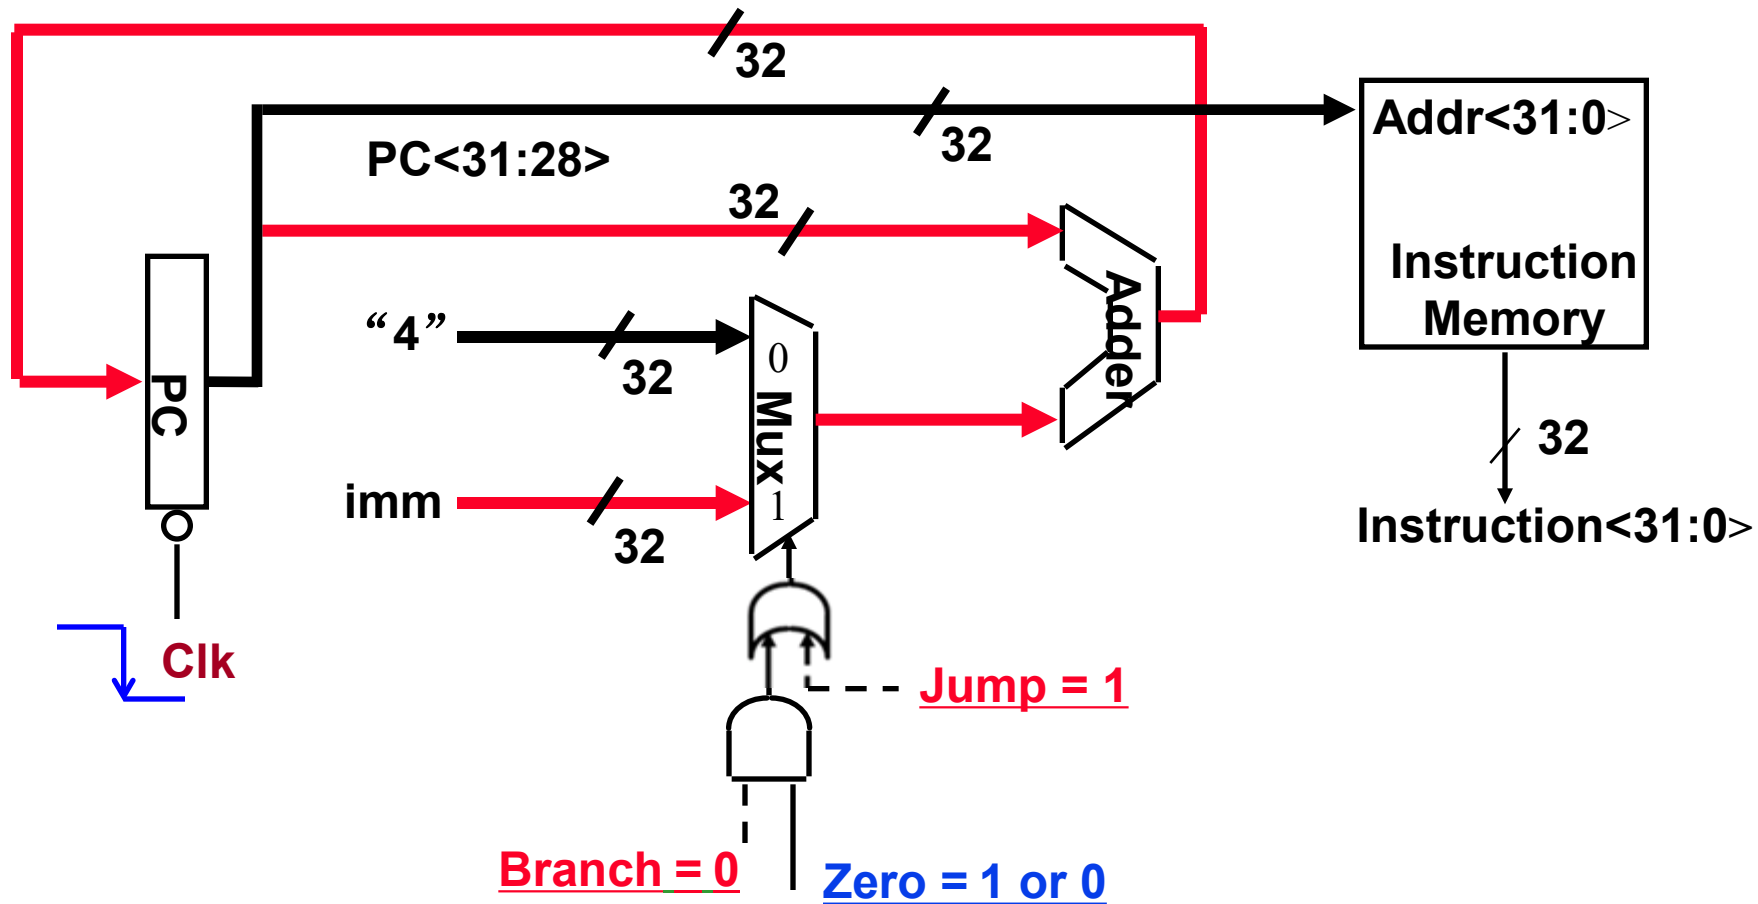 32
Addr<31:0>
32
PC<31:28>
32
Instruction
Memory
Adder
“4”
32
0
PC
Mux
32
imm
1
32
Instruction<31:0>
Clk
Jump = 1
Branch = 0
Zero = 1 or 0